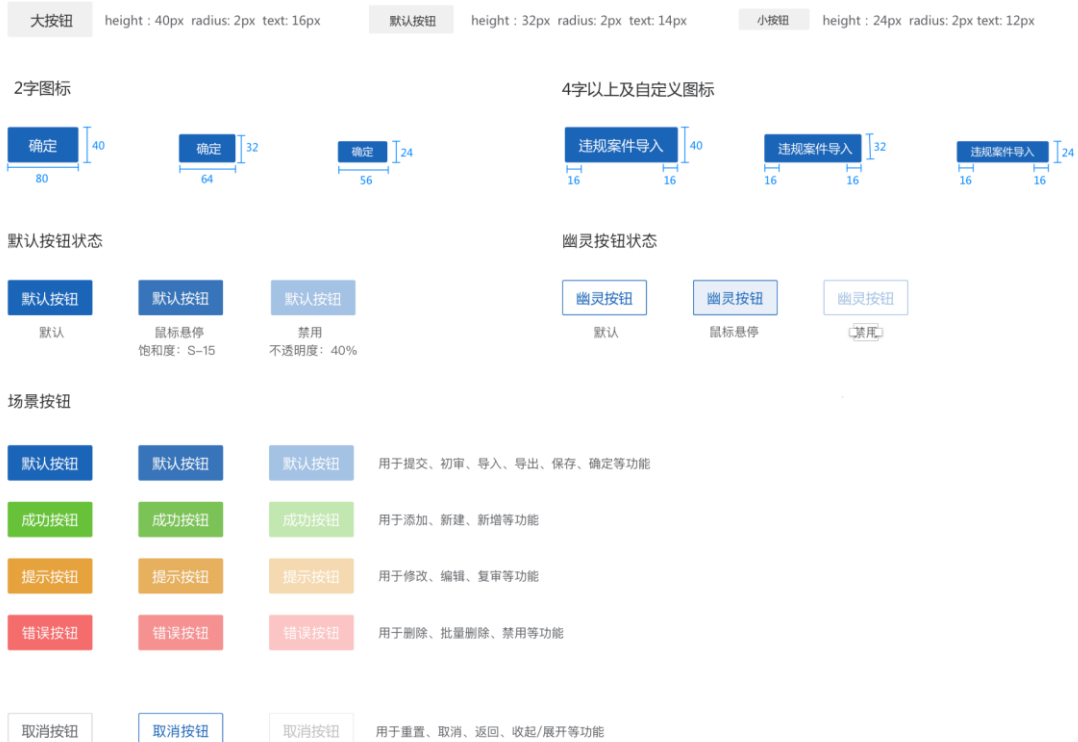 大按钮 height：40px radius: 2px text: 16px 默认按钮 height：32px radius: 2px text: 14px 小按钮 height：24px radius: 2px text: 12px
2字图标 4字以上及自定义图标
确定 40 确定 32 确定 24 违规案件导入 40 违规案件导入 32 违规案件导入 24
80 64 56 16 16 16 16 16 16
默认按钮状态 幽灵按钮状态
默认按钮 默认按钮 默认按钮 幽灵按钮 幽灵按钮 幽灵按钮
默认 鼠标悬停 禁用 默认 鼠标悬停 禁用
饱和度：S-15 不透明度：40%
场景按钮
默认按钮 默认按钮 默认按钮 用于提交、初审、导入、导出、保存、确定等功能
成功按钮 成功按钮 成功按钮 用于添加、新建、新增等功能
提示按钮 提示按钮 提示按钮 用于修改、编辑、复审等功能
错误按钮 错误按钮 错误按钮 用于删除、批量删除、禁用等功能
取消按钮 取消按钮 取消按钮 用于重置、取消、返回、收起/展开等功能